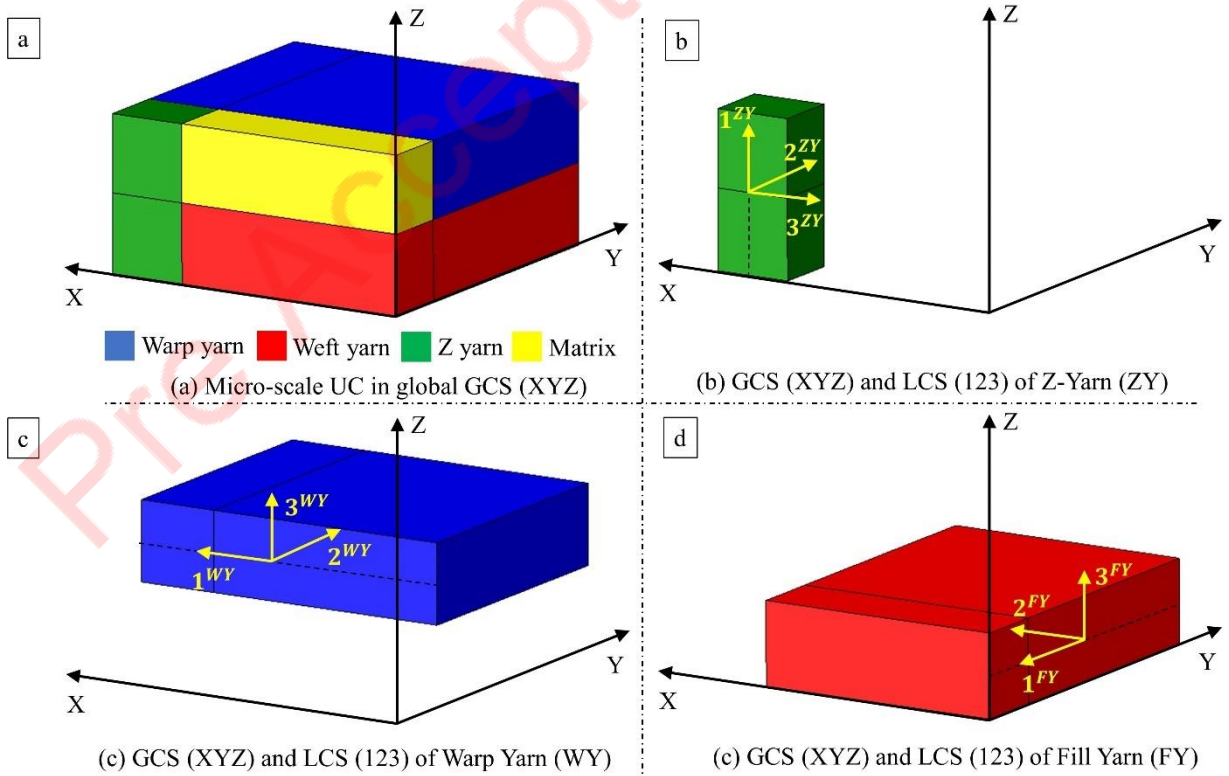 a
Z
X
Y
Warp yarn
Weft yarn
Z yarn
Matrix
(a) Micro-scale UC in global GCS (XYZ)
b
Z
1^ZY
2^ZY
3^ZY
X
Y
(b) GCS (XYZ) and LCS (123) of Z-Yarn (ZY)
c
Z
3^WY
2^WY
1^WY
X
Y
(c) GCS (XYZ) and LCS (123) of Warp Yarn (WY)
d
Z
3^FY
2^FY
1^FY
X
Y
(c) GCS (XYZ) and LCS (123) of Fill Yarn (FY)
Pre Accept